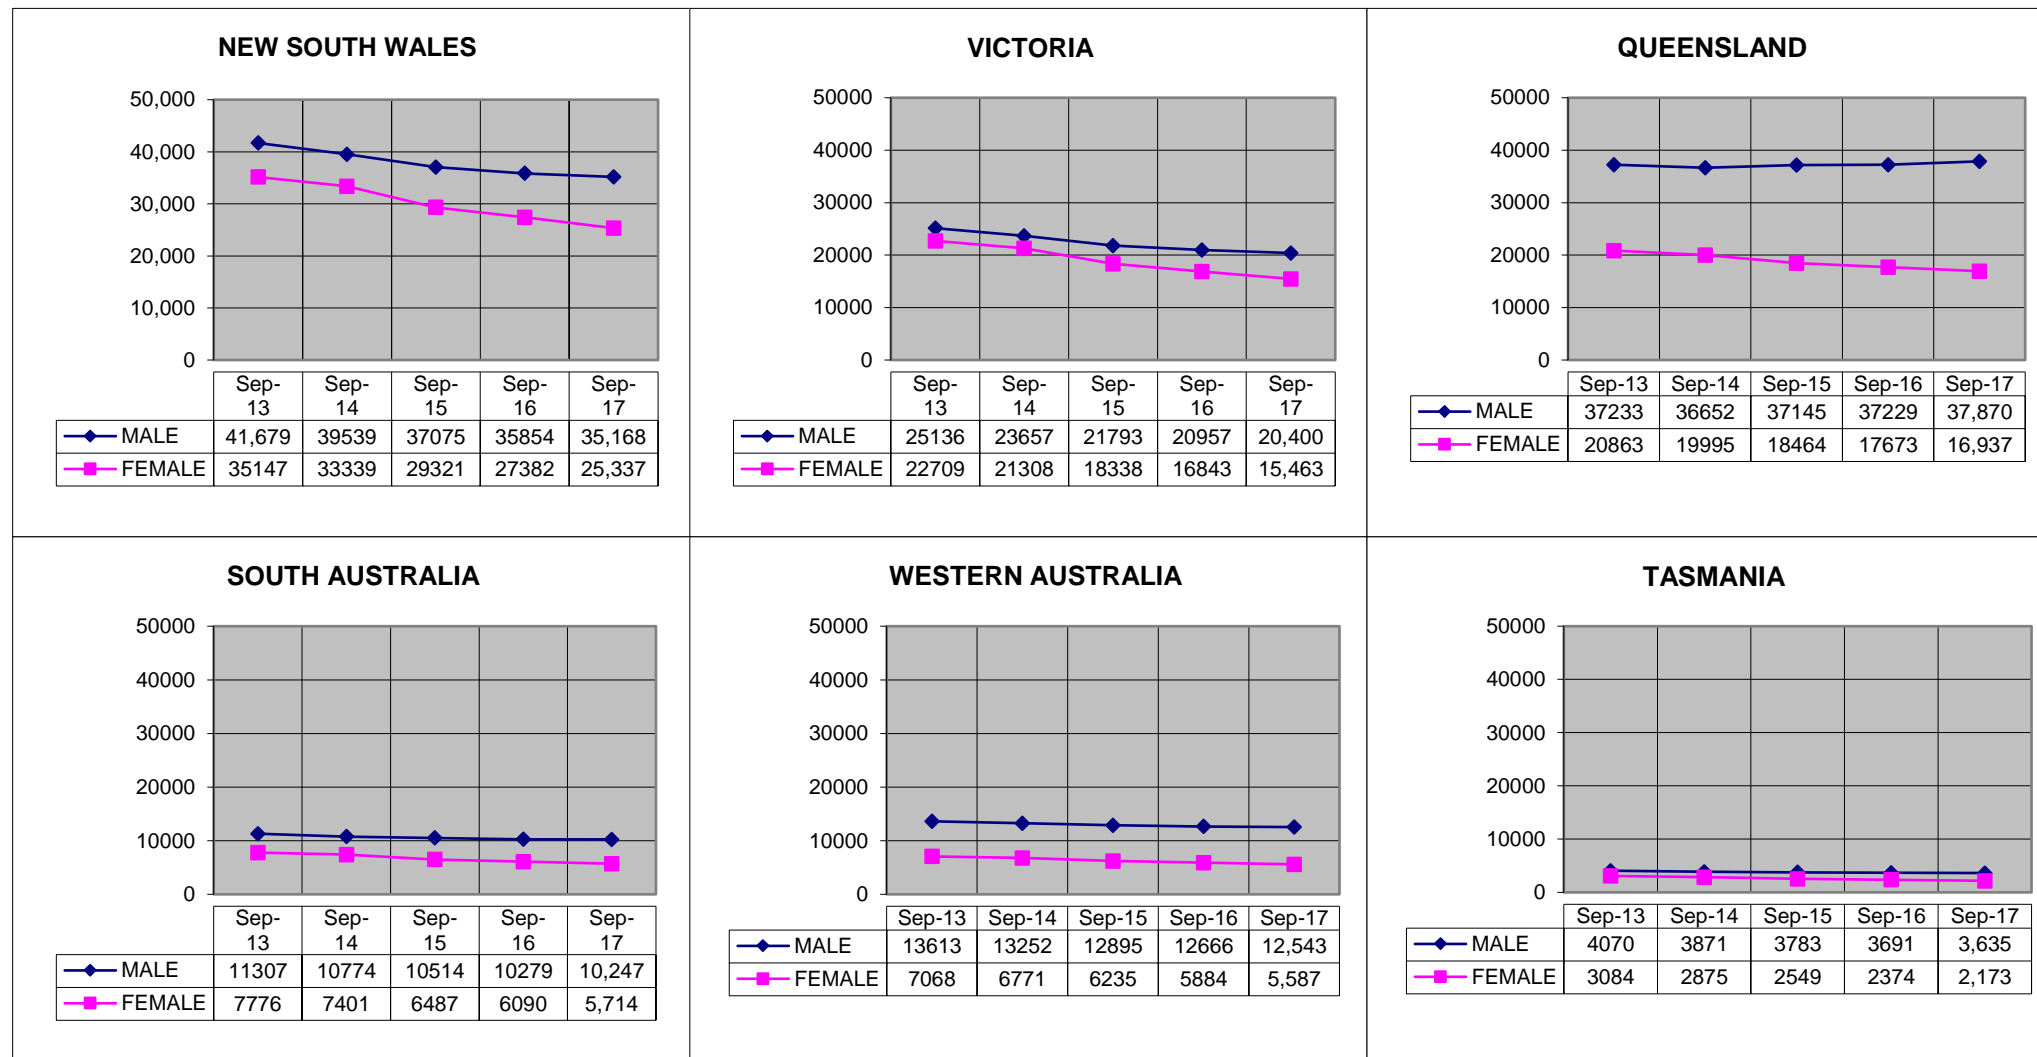 NEW SOUTH WALES
50,000
40,000
30,000
20,000
10,000
0
Sep-13 Sep-14 Sep-15 Sep-16 Sep-17
MALE 41,679 39539 37075 35854 35,168
FEMALE 35147 33339 29321 27382 25,337
VICTORIA
50000
40000
30000
20000
10000
0
Sep-13 Sep-14 Sep-15 Sep-16 Sep-17
MALE 25136 23657 21793 20957 20,400
FEMALE 22709 21308 18338 16843 15,463
QUEENSLAND
50000
40000
30000
20000
10000
0
Sep-13 Sep-14 Sep-15 Sep-16 Sep-17
MALE 37233 36652 37145 37229 37,870
FEMALE 20863 19995 18464 17673 16,937
SOUTH AUSTRALIA
50000
40000
30000
20000
10000
0
Sep-13 Sep-14 Sep-15 Sep-16 Sep-17
MALE 11307 10774 10514 10279 10,247
FEMALE 7776 7401 6487 6090 5,714
WESTERN AUSTRALIA
50000
40000
30000
20000
10000
0
Sep-13 Sep-14 Sep-15 Sep-16 Sep-17
MALE 13613 13252 12895 12666 12,543
FEMALE 7068 6771 6235 5884 5,587
TASMANIA
50000
40000
30000
20000
10000
0
Sep-13 Sep-14 Sep-15 Sep-16 Sep-17
MALE 4070 3871 3783 3691 3,635
FEMALE 3084 2875 2549 2374 2,173